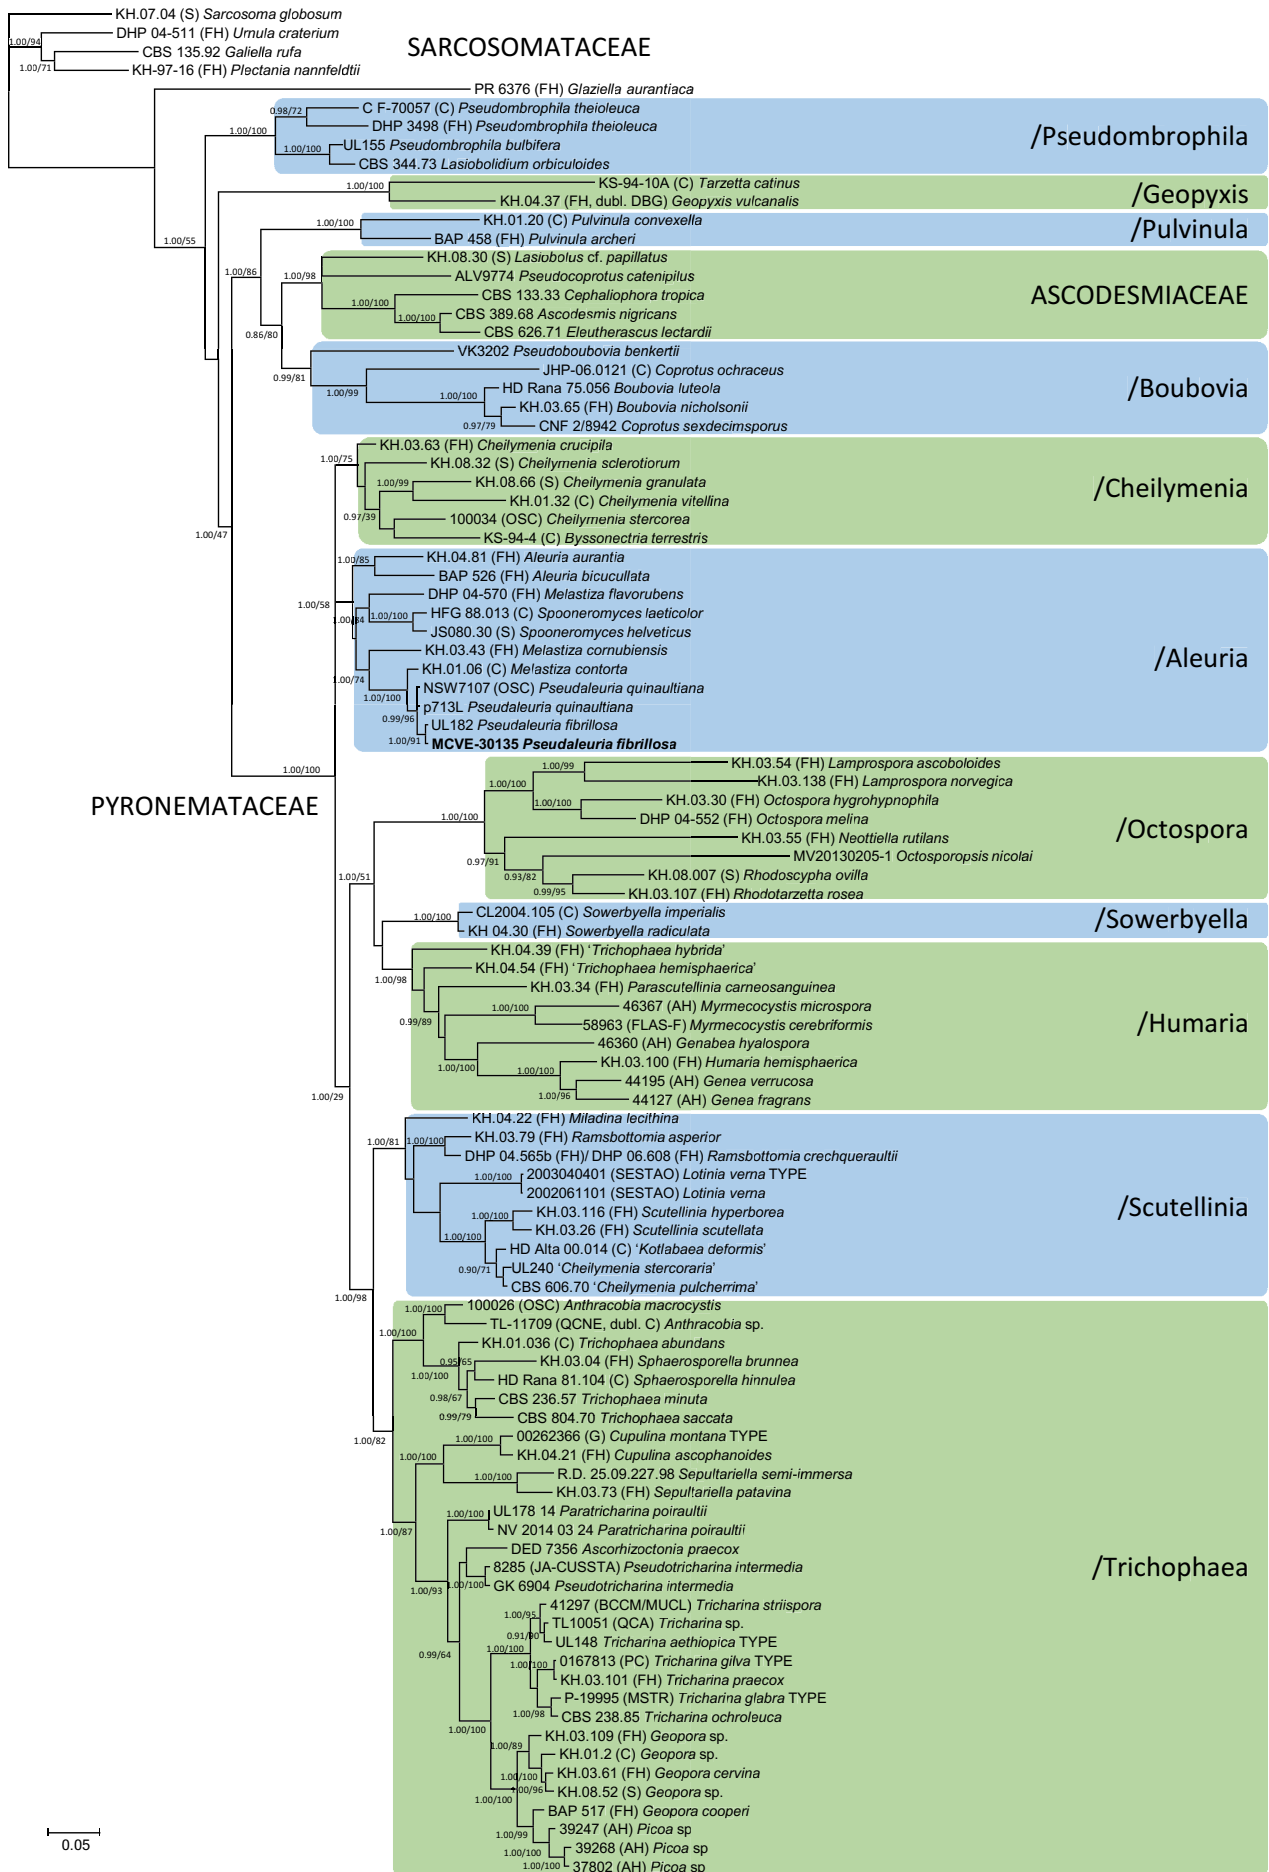 KH.07.04 (S) Sarcosoma globosum
DHP 04-511 (FH) Urnula craterium
1.00/94
SARCOSOMATACEAE
CBS 135.92 Galiella rufa
1.00/71
KH-97-16 (FH) Plectania nannfeldtii
PR 6376 (FH) Glaziella aurantiaca
C F-70057 (C) Pseudombrophila theioleuca
0.98/72
DHP 3498 (FH) Pseudombrophila theioleuca
1.00/100
/Pseudombrophila
UL155 Pseudombrophila bulbifera
1.00/100
CBS 344.73 Lasiobolidium orbiculoides
KS-94-10A (C) Tarzetta catinus
1.00/100
/Geopyxis
KH.04.37 (FH, dubl. DBG) Geopyxis vulcanalis
KH.01.20 (C) Pulvinula convexella
1.00/100
/Pulvinula
BAP 458 (FH) Pulvinula archeri
1.00/55
KH.08.30 (S) Lasiobolus cf. papillatus
1.00/86
1.00/98
ALV9774 Pseudocoprotus catenipilus
CBS 133.33 Cephaliophora tropica
ASCODESMIACEAE
1.00/100
CBS 389.68 Ascodesmis nigricans
1.00/100
CBS 626.71 Eleutherascus lectardii
0.86/80
VK3202 Pseudoboubovia benkertii
JHP-06.0121 (C) Coprotus ochraceus
0.99/81
HD Rana 75.056 Boubovia luteola
/Boubovia
1.00/99
1.00/100
KH.03.65 (FH) Boubovia nicholsonii
CNF 2/8942 Coprotus sexdecimsporus
0.97/79
KH.03.63 (FH) Cheilymenia crucipila
1.00/75
KH.08.32 (S) Cheilymenia sclerotiorum
KH.08.66 (S) Cheilymenia granulata
1.00/99
/Cheilymenia
KH.01.32 (C) Cheilymenia vitellina
100034 (OSC) Cheilymenia stercorea
0.97/39
1.00/47
KS-94-4 (C) Byssonectria terrestris
KH.04.81 (FH) Aleuria aurantia
1.00/85
BAP 526 (FH) Aleuria bicucullata
DHP 04-570 (FH) Melastiza flavorubens
1.00/58
HFG 88.013 (C) Spooneromyces laeticolor
1.00/100
JS080.30 (S) Spooneromyces helveticus
KH.03.43 (FH) Melastiza cornubiensis
/Aleuria
KH.01.06 (C) Melastiza contorta
1.00/74
NSW7107 (OSC) Pseudaleuria quinaultiana
1.00/100
p713L Pseudaleuria quinaultiana
0.99/96
UL182 Pseudaleuria fibrillosa
1.00/91
MCVE-30135 Pseudaleuria fibrillosa
KH.03.54 (FH) Lamprospora ascoboloides
1.00/99
1.00/100
KH.03.138 (FH) Lamprospora norvegica
1.00/100
PYRONEMATACEAE
KH.03.30 (FH) Octospora hygrohypnophila
1.00/100
DHP 04-552 (FH) Octospora melina
1.00/100
/Octospora
KH.03.55 (FH) Neottiella rutilans
MV20130205-1 Octosporopsis nicolai
0.97/91
KH.08.007 (S) Rhodoscypha ovilla
0.93/82
1.00/51
KH.03.107 (FH) Rhodotarzetta rosea
0.99/95
CL2004.105 (C) Sowerbyella imperialis
1.00/100
/Sowerbyella
KH 04.30 (FH) Sowerbyella radiculata
KH.04.39 (FH) ‘Trichophaea hybrida’
KH.04.54 (FH) ‘Trichophaea hemisphaerica’
1.00/98
KH.03.34 (FH) Parascutellinia carneosanguinea
46367 (AH) Myrmecocystis microspora
1.00/100
/Humaria
58963 (FLAS-F) Myrmecocystis cerebriformis
0.99/89
46360 (AH) Genabea hyalospora
KH.03.100 (FH) Humaria hemisphaerica
1.00/100
1.00/100
44195 (AH) Genea verrucosa
1.00/96
44127 (AH) Genea fragrans
1.00/29
KH.04.22 (FH) Miladina lecithina
KH.03.79 (FH) Ramsbottomia asperior
1.00/81
1.00/100
DHP 04.565b (FH)/ DHP 06.608 (FH) Ramsbottomia crechqueraultii
2003040401 (SESTAO) Lotinia verna TYPE
1.00/100
2002061101 (SESTAO) Lotinia verna
/Scutellinia
KH.03.116 (FH) Scutellinia hyperborea
1.00/100
KH.03.26 (FH) Scutellinia scutellata
1.00/100
HD Alta 00.014 (C) ‘Kotlabaea deformis’
UL240 ‘Cheilymenia stercoraria’
0.90/71
CBS 606.70 ‘Cheilymenia pulcherrima’
1.00/98
100026 (OSC) Anthracobia macrocystis
1.00/100
TL-11709 (QCNE, dubl. C) Anthracobia sp.
1.00/100
KH.01.036 (C) Trichophaea abundans
KH.03.04 (FH) Sphaerosporella brunnea
0.95/65
1.00/100
HD Rana 81.104 (C) Sphaerosporella hinnulea
CBS 236.57 Trichophaea minuta
0.98/67
CBS 804.70 Trichophaea saccata
0.99/79
1.00/82
00262366 (G) Cupulina montana TYPE
1.00/100
KH.04.21 (FH) Cupulina ascophanoides
1.00/100
R.D. 25.09.227.98 Sepultariella semi-immersa
1.00/100
KH.03.73 (FH) Sepultariella patavina
UL178 14 Paratricharina poiraultii
1.00/100
1.00/87
NV 2014 03 24 Paratricharina poiraultii
DED 7356 Ascorhizoctonia praecox
8285 (JA-CUSSTA) Pseudotricharina intermedia
/Trichophaea
1.00/100
GK 6904 Pseudotricharina intermedia
1.00/93
41297 (BCCM/MUCL) Tricharina striispora
1.00/95
TL10051 (QCA) Tricharina sp.
0.91/90
UL148 Tricharina aethiopica TYPE
0.99/64
1.00/100
0167813 (PC) Tricharina gilva TYPE
1.00/100
KH.03.101 (FH) Tricharina praecox
P-19995 (MSTR) Tricharina glabra TYPE
1.00/98
CBS 238.85 Tricharina ochroleuca
1.00/100
KH.03.109 (FH) Geopora sp.
1.00/89
KH.01.2 (C) Geopora sp.
KH.03.61 (FH) Geopora cervina
1.00/100
KH.08.52 (S) Geopora sp.
1.00/96
1.00/100
BAP 517 (FH) Geopora cooperi
39247 (AH) Picoa sp
1.00/99
39268 (AH) Picoa sp
1.00/100
37802 (AH) Picoa sp
1.00/100
0.05